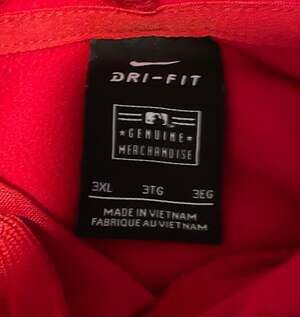 DRI-FIT
GENUINE
MERCHANDISE
3XL 3TG 3EG
MADE IN VIETNAM
FABRIQUE AU VIETNAM